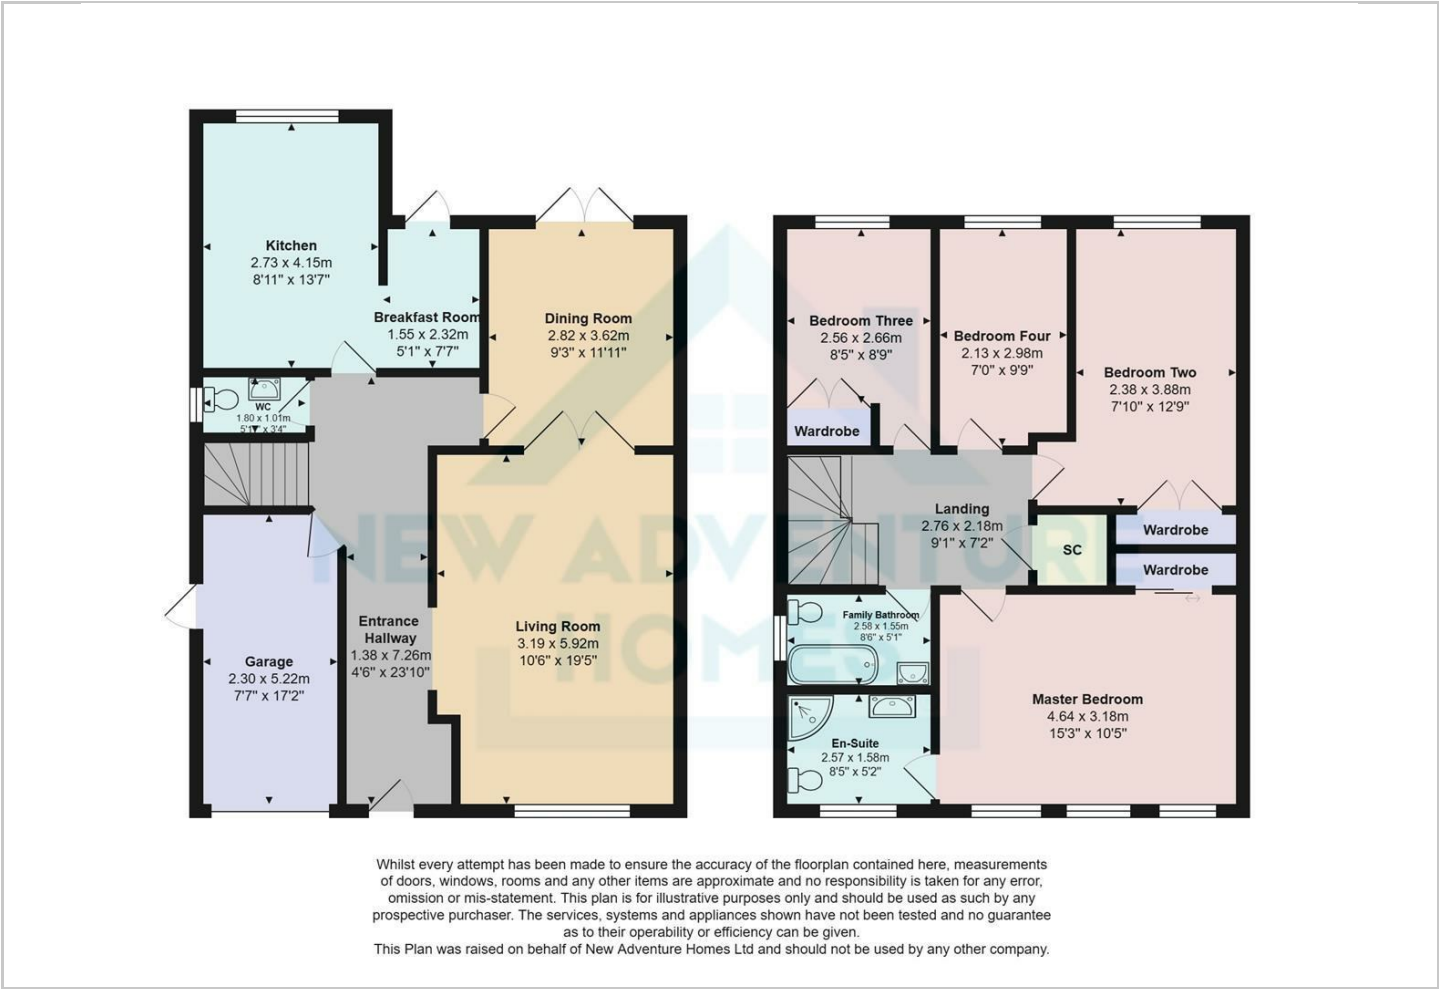 Kitchen
2.73 x 4.15m
8'11" x 13'7"
Breakfast Room
1.55 x 2.32m
5'1" x 7'7"
Dining Room
2.82 x 3.62m
9'3" x 11'11"
WC
1.80 x 1.01m
x 3'4"
Entrance
Hallway
1.38 x 7.26m
4'6" x 23'10"
Living Room
3.19 x 5.92m
10'6" x 19'5"
Garage
2.30 x 5.22m
7'7" x 17'2"
Bedroom Three
2.56 x 2.66m
8'5" x 8'9"
Wardrobe
Bedroom Four
2.13 x 2.98m
7'0" x 9'9"
Bedroom Two
2.38 x 3.88m
7'10" x 12'9"
Landing
2.76 x 2.18m
9'1" x 7'2"
SC
Wardrobe
Wardrobe
Family Bathroom
2.58 x 1.55m
8'6" x 5'1"
Master Bedroom
4.64 x 3.18m
15'3" x 10'5"
En-Suite
2.57 x 1.58m
8'5" x 5'2"
NEW ADVENTURE
HOMES
Whilst every attempt has been made to ensure the accuracy of the floorplan contained here, measurements
of doors, windows, rooms and any other items are approximate and no responsibility is taken for any error,
omission or mis-statement. This plan is for illustrative purposes only and should be used as such by any
prospective purchaser. The services, systems and appliances shown have not been tested and no guarantee
as to their operability or efficiency can be given.
This Plan was raised on behalf of New Adventure Homes Ltd and should not be used by any other company.